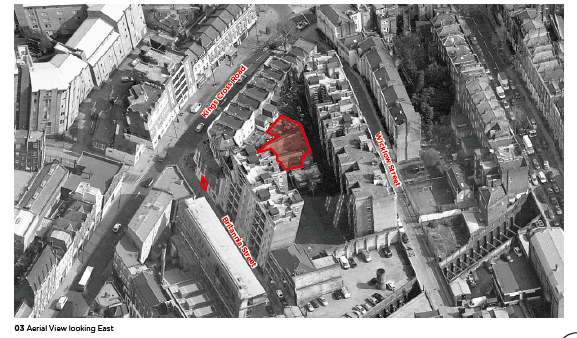 Kings Cross Road
Wicklow Street
Britannia Street
03 Aerial View looking East